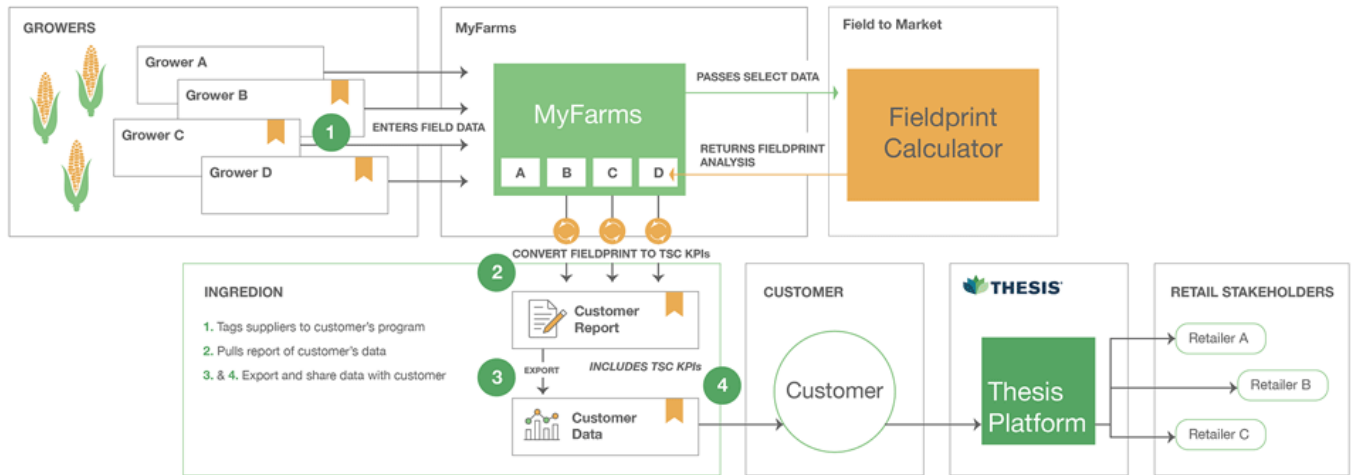 GROWERS
Grower A
Grower B
Grower C
Grower D
1
ENTERS FIELD DATA
MyFarms
MyFarms
A B C D
PASSES SELECT DATA
RETURNS FIELDPRINT
ANALYSIS
Field to Market
Fieldprint
Calculator
CONVERT FIELDPRINT TO TSC KPIs
2
INGREDION
1. Tags suppliers to customer's program
2. Pulls report of customer's data
3. & 4. Export and share data with customer
Customer
Report
3
EXPORT
INCLUDES TSC KPIs
4
Customer
Data
CUSTOMER
Customer
THESIS
Thesis
Platform
RETAIL STAKEHOLDERS
Retailer A
Retailer B
Retailer C